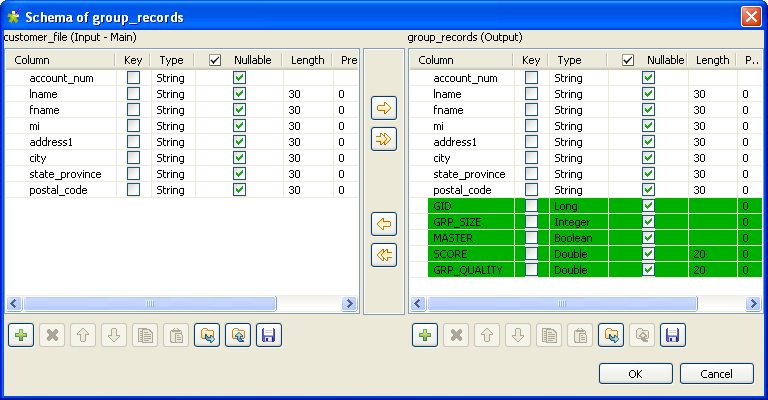 Schema of group_records
customer_file (Input - Main)
Column Key Type Nullable Length Pre
account_num String
lname String 30 0
fname String 30 0
mi String 30 0
address1 String 30 0
city String 30 0
state_province String 30 0
postal_code String 30 0
group_records (Output)
Column Key Type Nullable Length P..
account_num String
lname String 30 0
fname String 30 0
mi String 30 0
address1 String 30 0
city String 30 0
state_province String 30 0
postal_code String 30 0
GID Long 0
GRP_SIZE Integer 0
MASTER Boolean 0
SCORE Double 20 0
GRP_QUALITY Double 20 0
OK Cancel